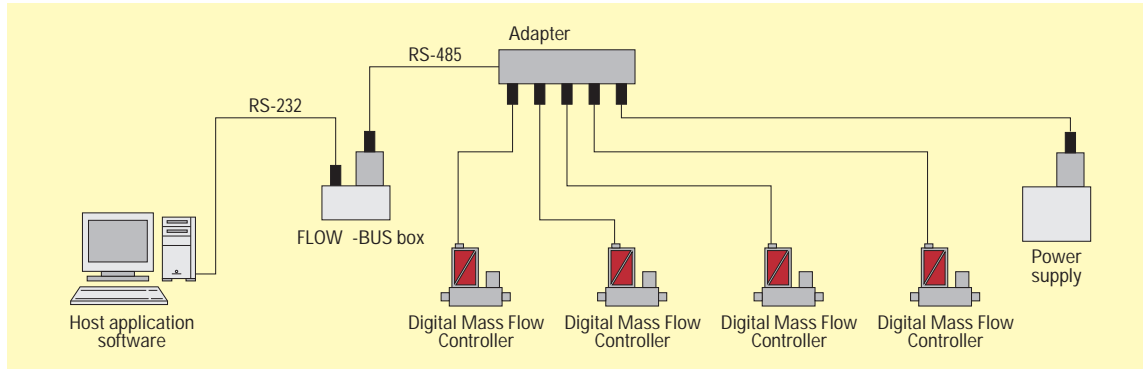 Adapter
RS-485
RS-232
FLOW -BUS box
Power
supply
Host application
software
Digital Mass Flow
Controller
Digital Mass Flow
Controller
Digital Mass Flow
Controller
Digital Mass Flow
Controller